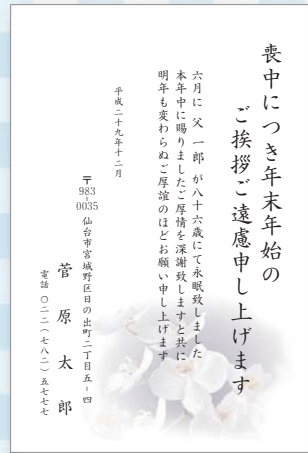 喪中につき年末年始の
ご挨拶ご遠慮申し上げます
六月に 父 一郎 が八十六歳にて永眠致しました
本年中に賜りましたご厚情を深謝致しますと共に
明年も変わらぬご厚誼のほどお願い申し上げます
平成二十九年十二月
〒983-0035 仙台市宮城野区日の出町二丁目五-四
菅原太郎
電話 〇二二(七八二)五七七七